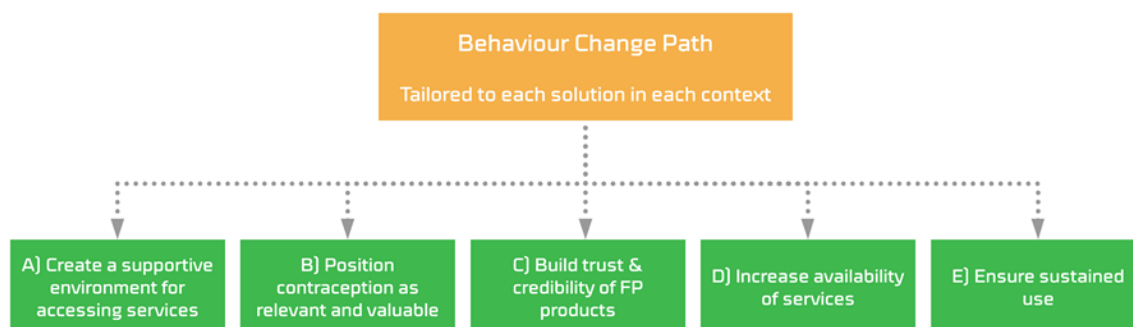 Behaviour Change Path
Tailored to each solution in each context
A) Create a supportive
environment for
accessing services
B) Position
contraception as
relevant and valuable
C) Build trust &
credibility of FP
products
D) Increase availability
of services
E) Ensure sustained
use